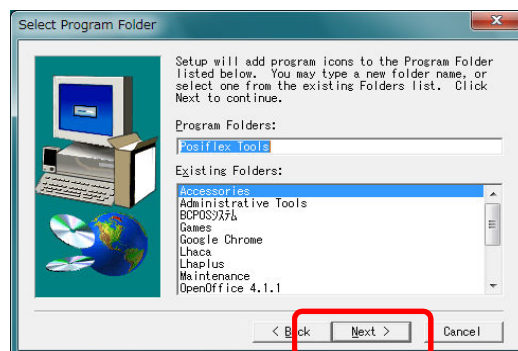 Select Program Folder
Setup will add program icons to the Program Folder
listed below. You may type a new folder name, or
select one from the existing Folders list. Click
Next to continue.
Program Folders:
Posiflex Tools
Existing Folders:
Accessories
Administrative Tools
BCPOSｼｽﾃﾑ
Games
Google Chrome
Lhaca
Lhaplus
Maintenance
OpenOffice 4.1.1
< Back Next > Cancel